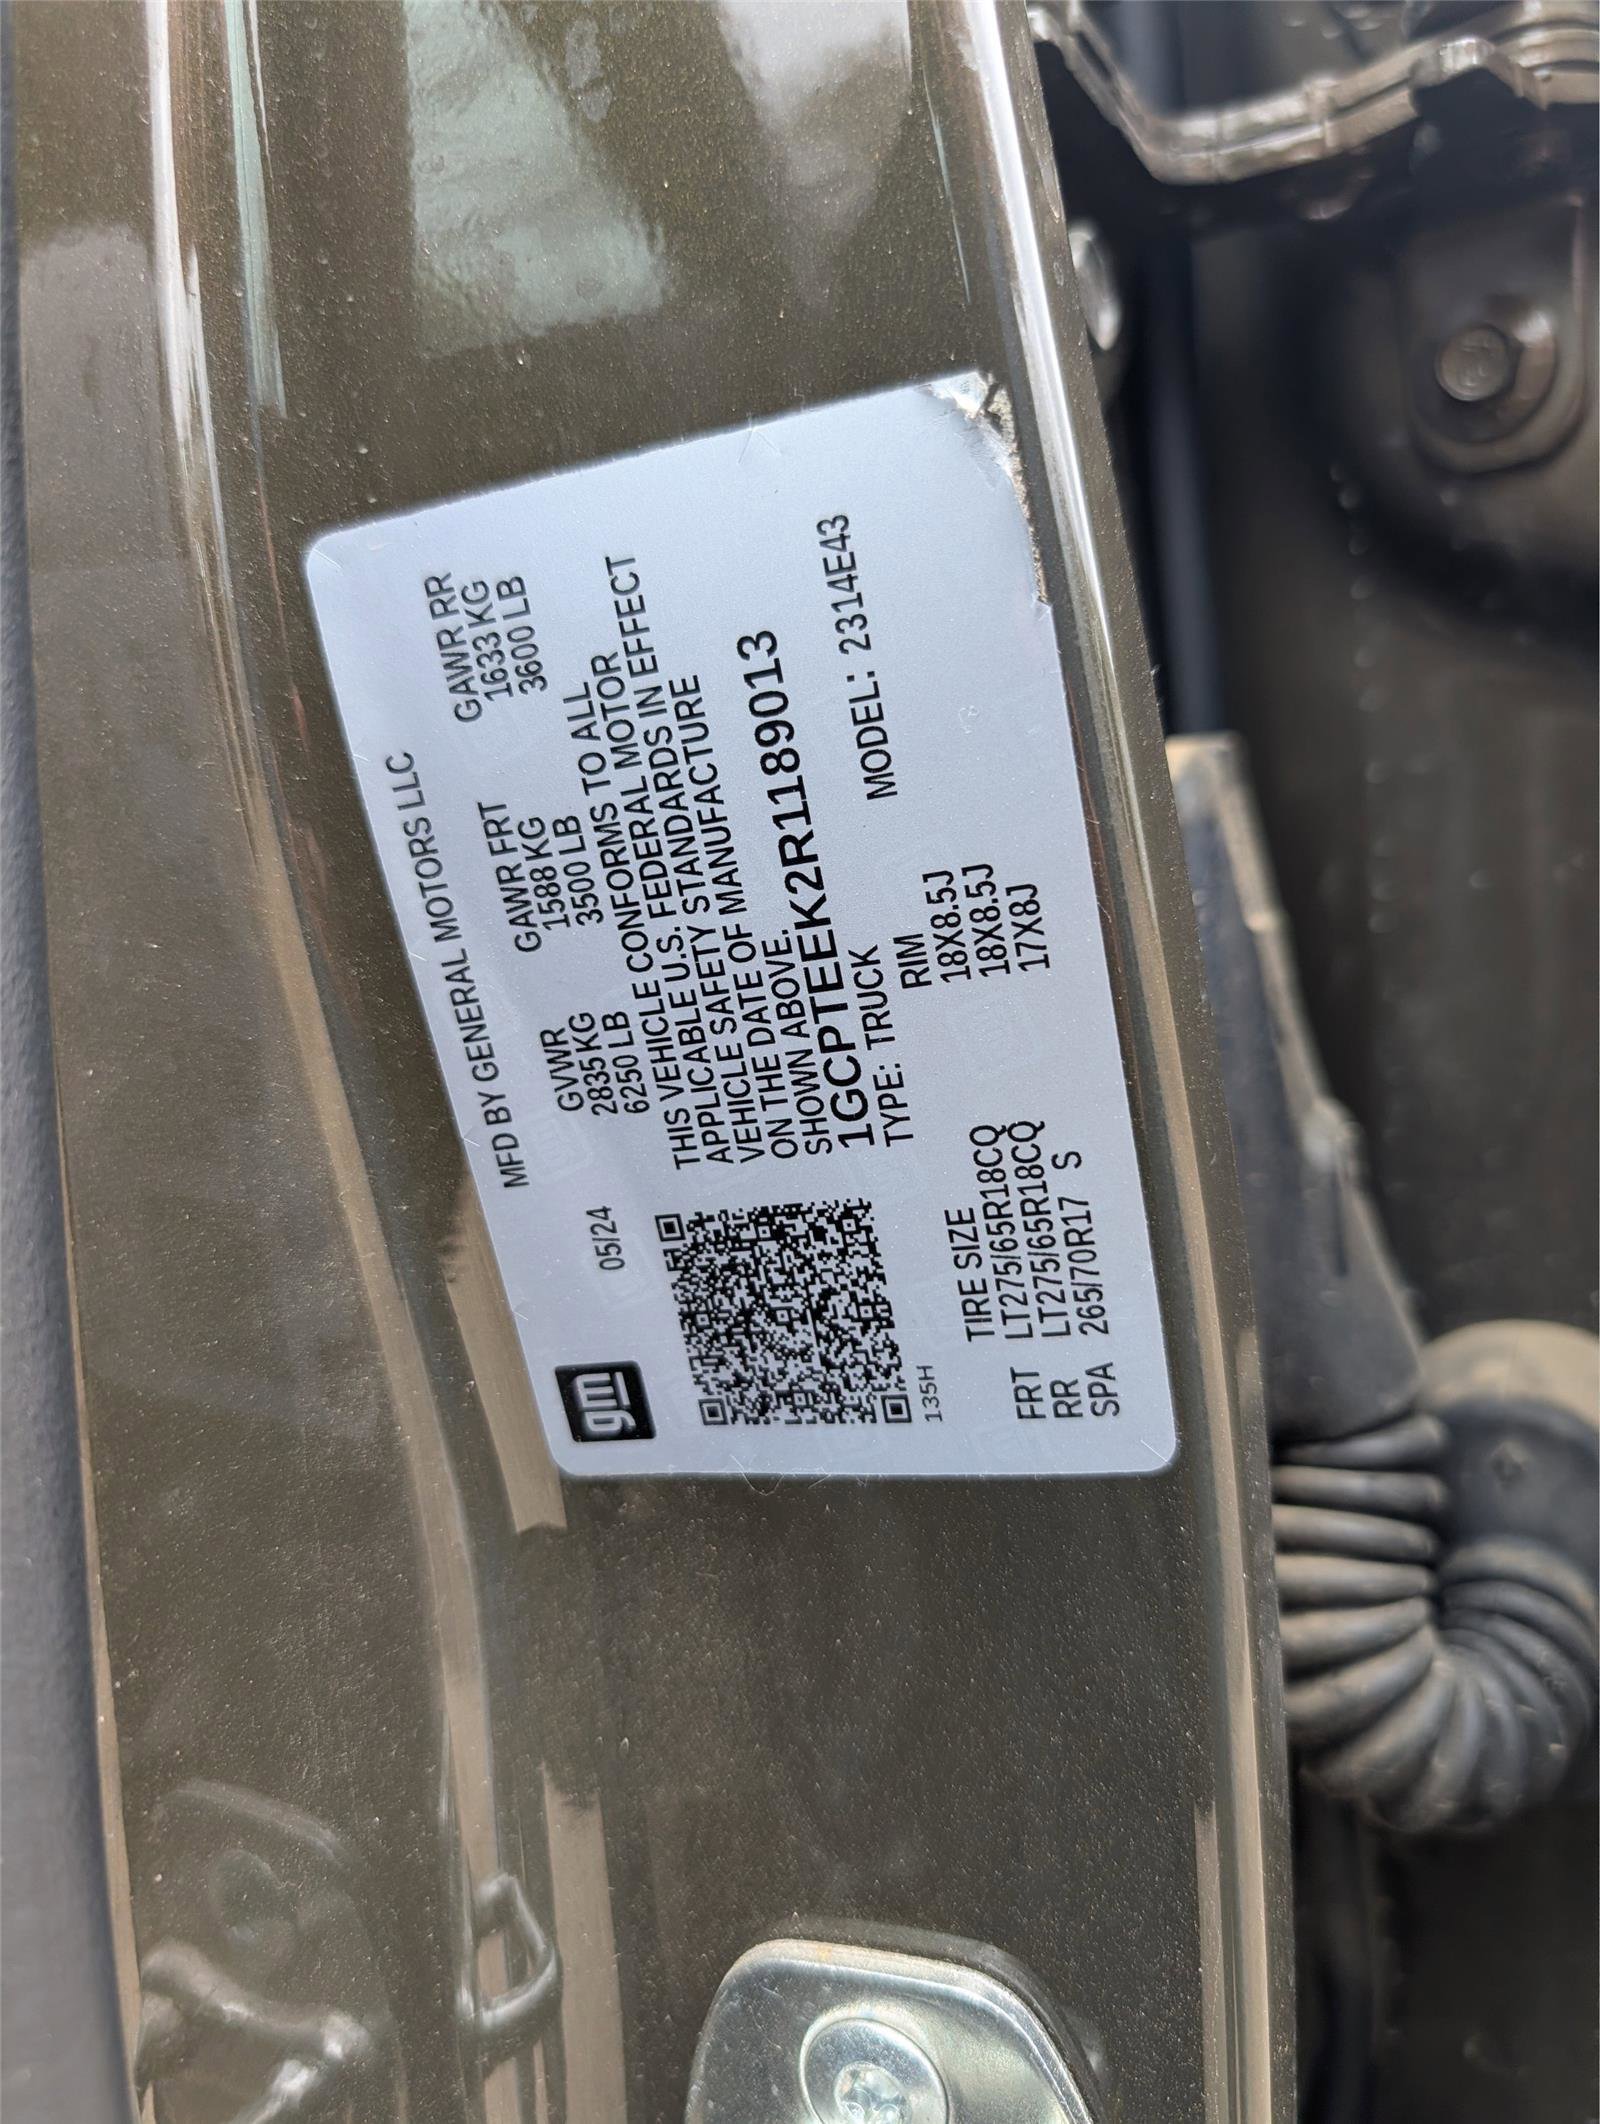 gm
MFD BY GENERAL MOTORS LLC
05/24
GVWR GAWR FRT GAWR RR
2835 KG 1588 KG 1633 KG
6250 LB 3500 LB 3600 LB
THIS VEHICLE CONFORMS TO ALL
APPLICABLE U.S. FEDERAL MOTOR
VEHICLE SAFETY STANDARDS IN EFFECT
ON THE DATE OF MANUFACTURE
SHOWN ABOVE.
1GCPTEEK2R1189013
TYPE: TRUCK MODEL: 2314E43
135H
TIRE SIZE RIM
FRT LT275/65R18CQ 18X8.5J
RR LT275/65R18CQ 18X8.5J
SPA 265/70R17 S 17X8J